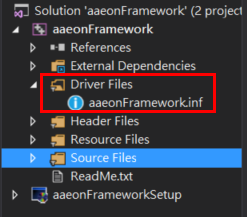 Solution 'aaeonFramework' (2 project
aaeonFramework
References
External Dependencies
Driver Files
aaeonFramework.inf
Header Files
Resource Files
Source Files
ReadMe.txt
aaeonFrameworkSetup